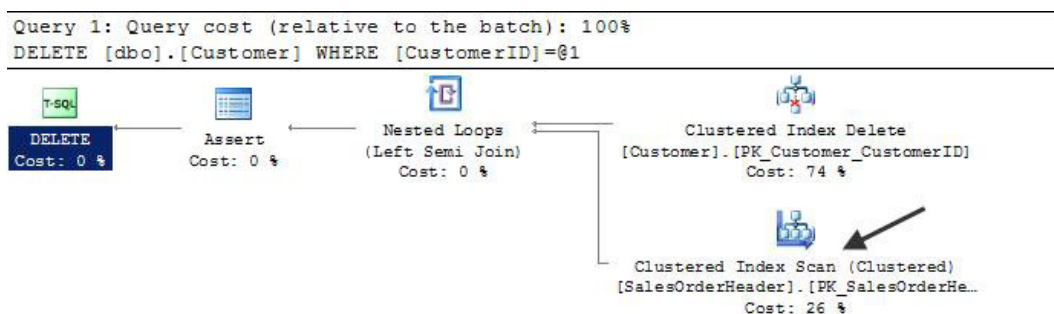 Query 1: Query cost (relative to the batch): 100%
DELETE [dbo].[Customer] WHERE [CustomerID]=@1
T-SQL
DELETE
Cost: 0 %
Assert
Cost: 0 %
Nested Loops
(Left Semi Join)
Cost: 0 %
Clustered Index Delete
[Customer].[PK_Customer_CustomerID]
Cost: 74 %
Clustered Index Scan (Clustered)
[SalesOrderHeader].[PK_SalesOrderHe…
Cost: 26 %